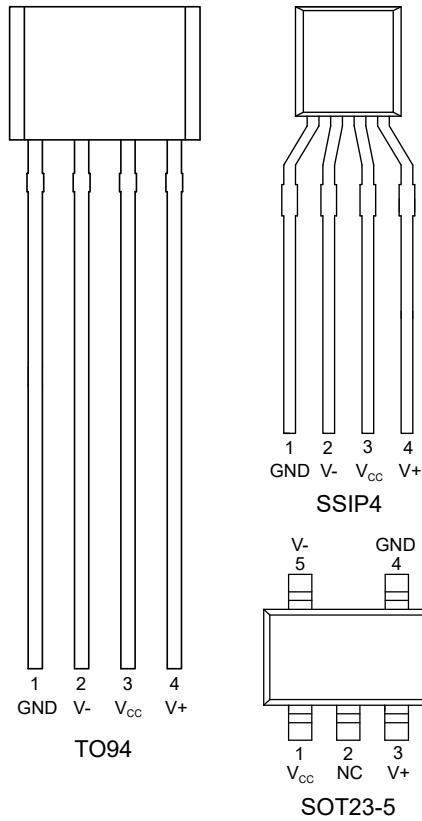 1 2 3 4
GND V- VCC V+
TO94
1 2 3 4
GND V- VCC V+
SSIP4
V- GND
5 4
1 2 3
VCC NC V+
SOT23-5